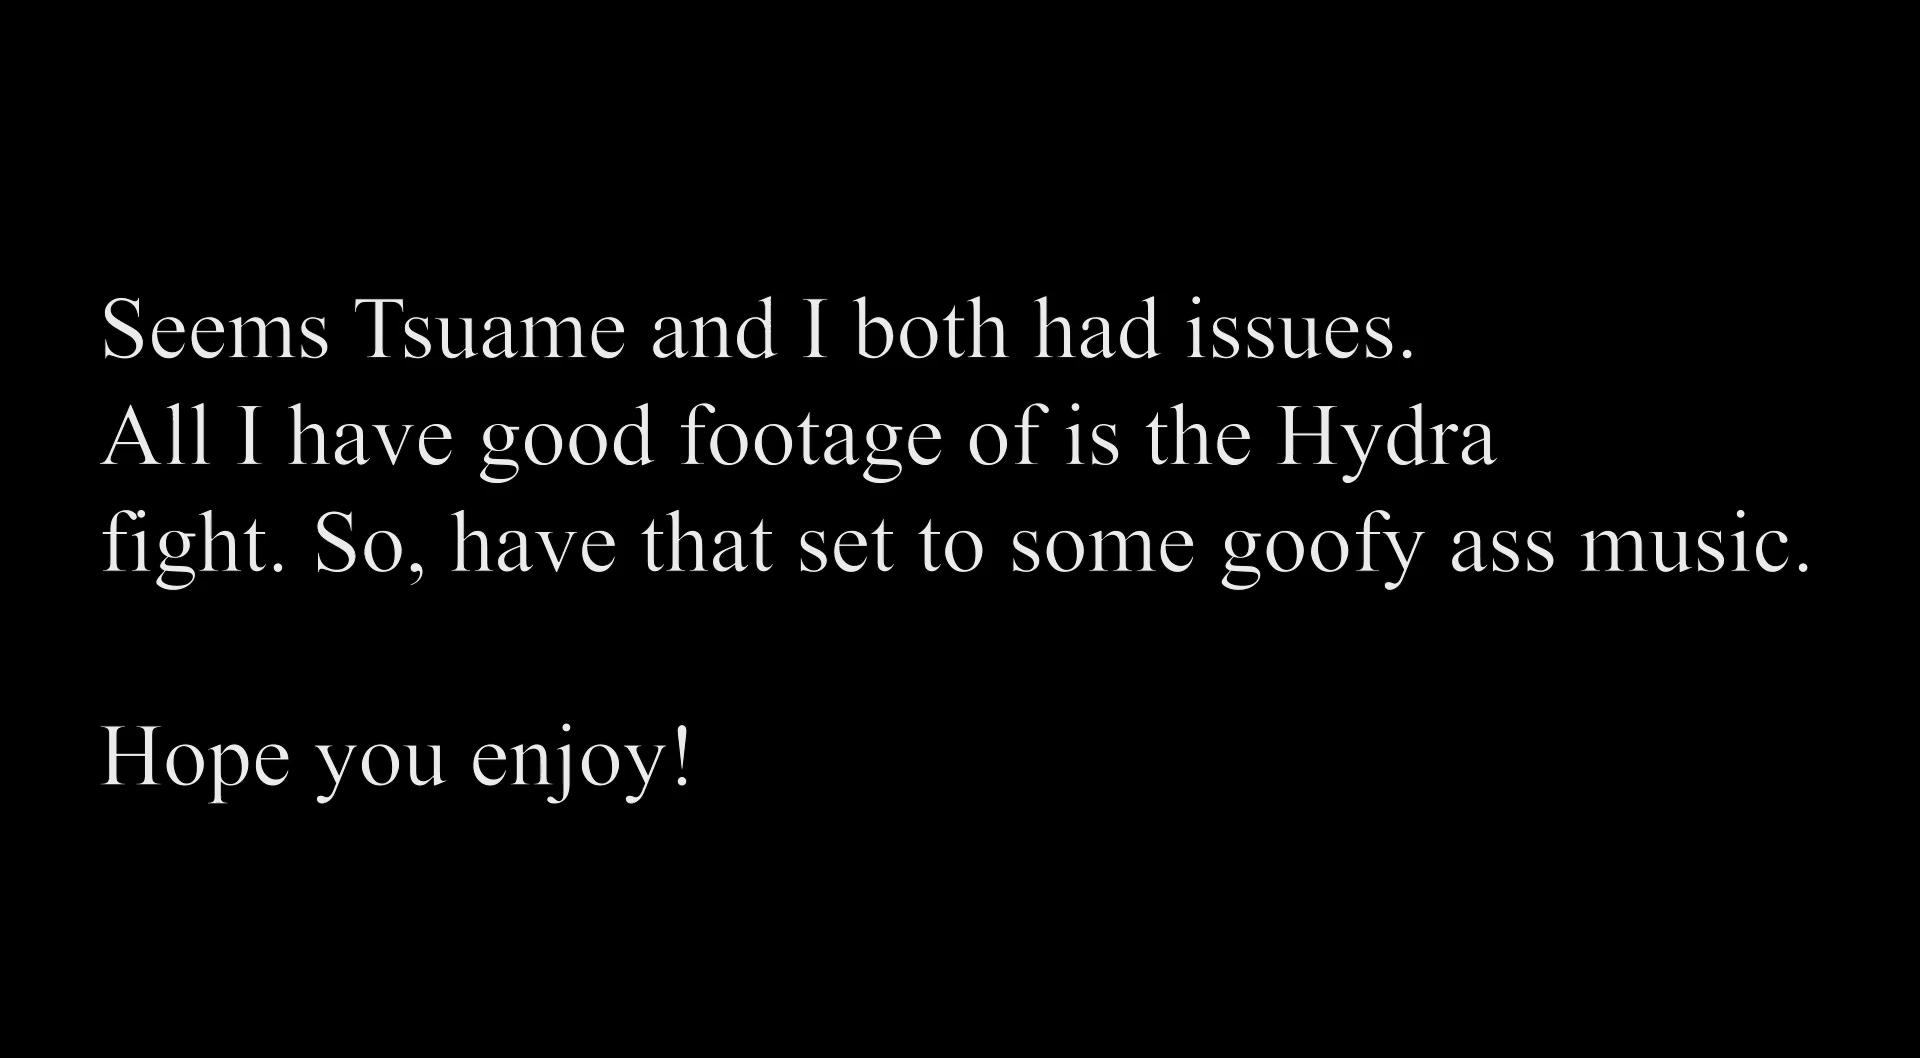 Seems Tsuame and I both had issues.
All I have good footage of is the Hydra
fight. So, have that set to some goofy ass music.
Hope you enjoy!